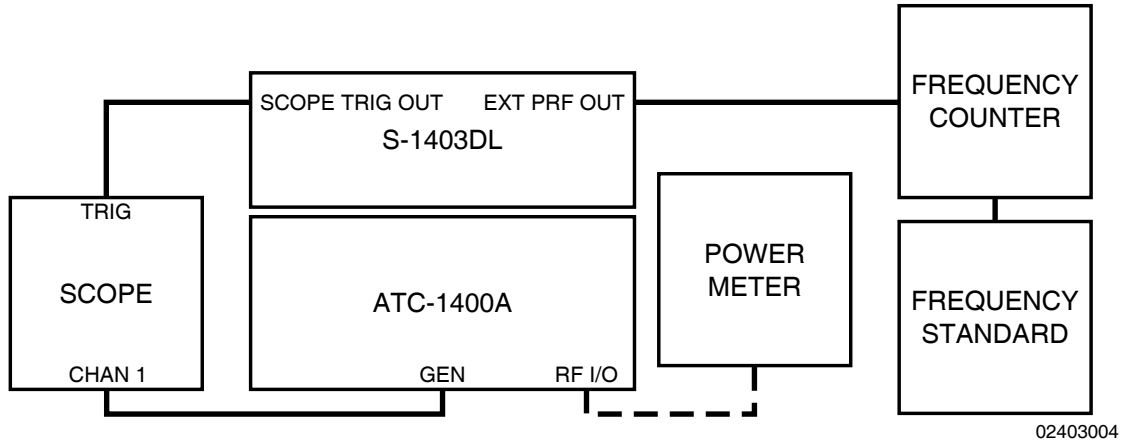 FREQUENCY
COUNTER
SCOPE TRIG OUT EXT PRF OUT
S-1403DL
TRIG
SCOPE
CHAN 1
ATC-1400A
GEN RF I/O
POWER
METER
FREQUENCY
STANDARD
02403004